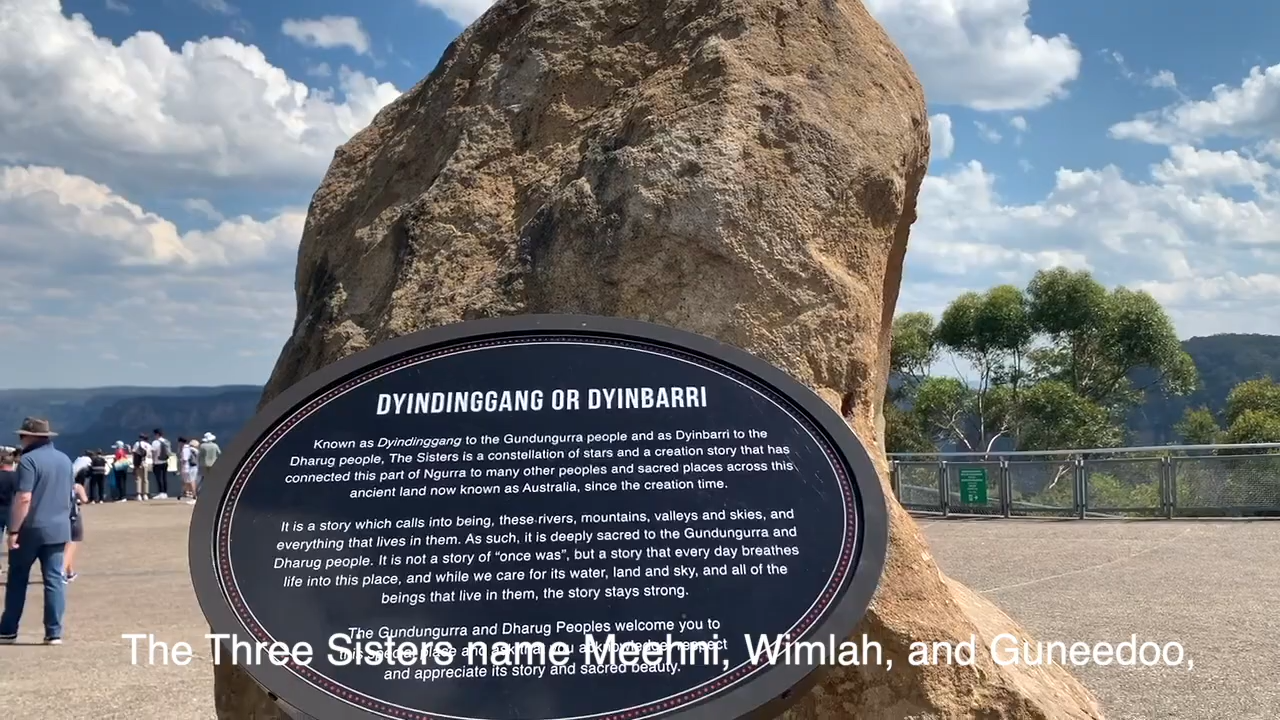 DYINDINGGANG OR DYINBARRI
Known as Dyindinggang to the Gundungurra people and as Dyinbarri to the
Dharug people, The Sisters is a constellation of stars and a creation story that has
connected this part of Ngurra to many other peoples and sacred places across this
ancient land now known as Australia, since the creation time.
It is a story which calls into being, these rivers, mountains, valleys and skies, and
everything that lives in them. As such, it is deeply sacred to the Gundungurra and
Dharug people. It is not a story of “once was”, but a story that every day breathes
life into this place, and while we care for its water, land and sky, and all of the
beings that live in them, the story stays strong.
The Gundungurra and Dharug Peoples welcome you to
and appreciate its story and sacred beauty.
The Three Sisters name Meehni, Wimlah, and Guneedoo,